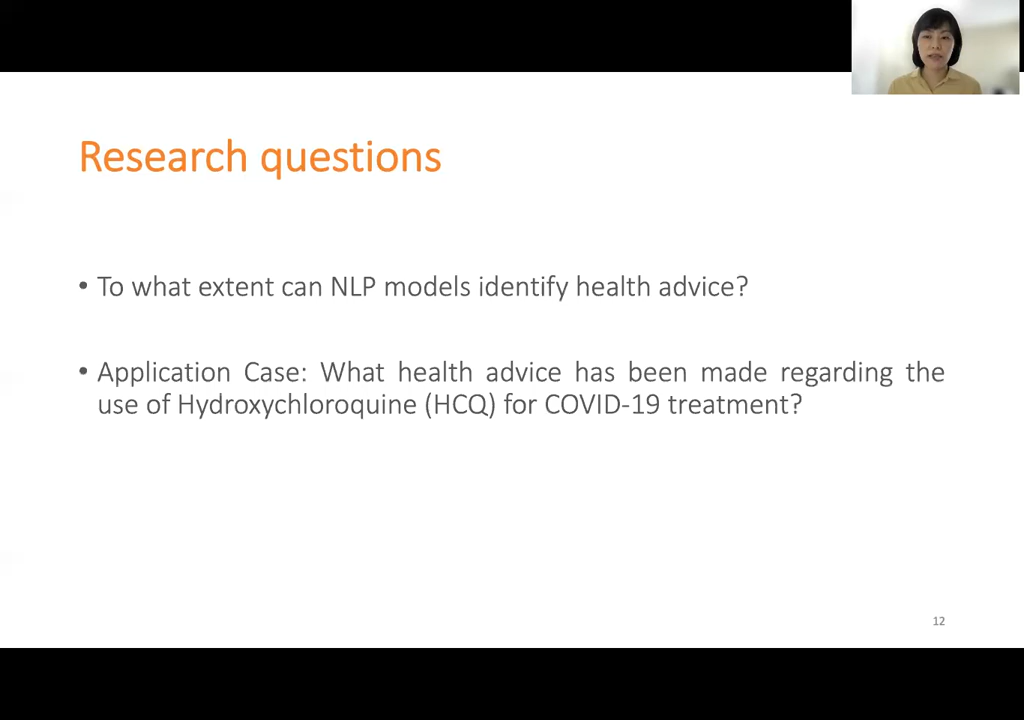 Research questions
• To what extent can NLP models identify health advice?
• Application Case: What health advice has been made regarding the
use of Hydroxychloroquine (HCQ) for COVID-19 treatment?
12